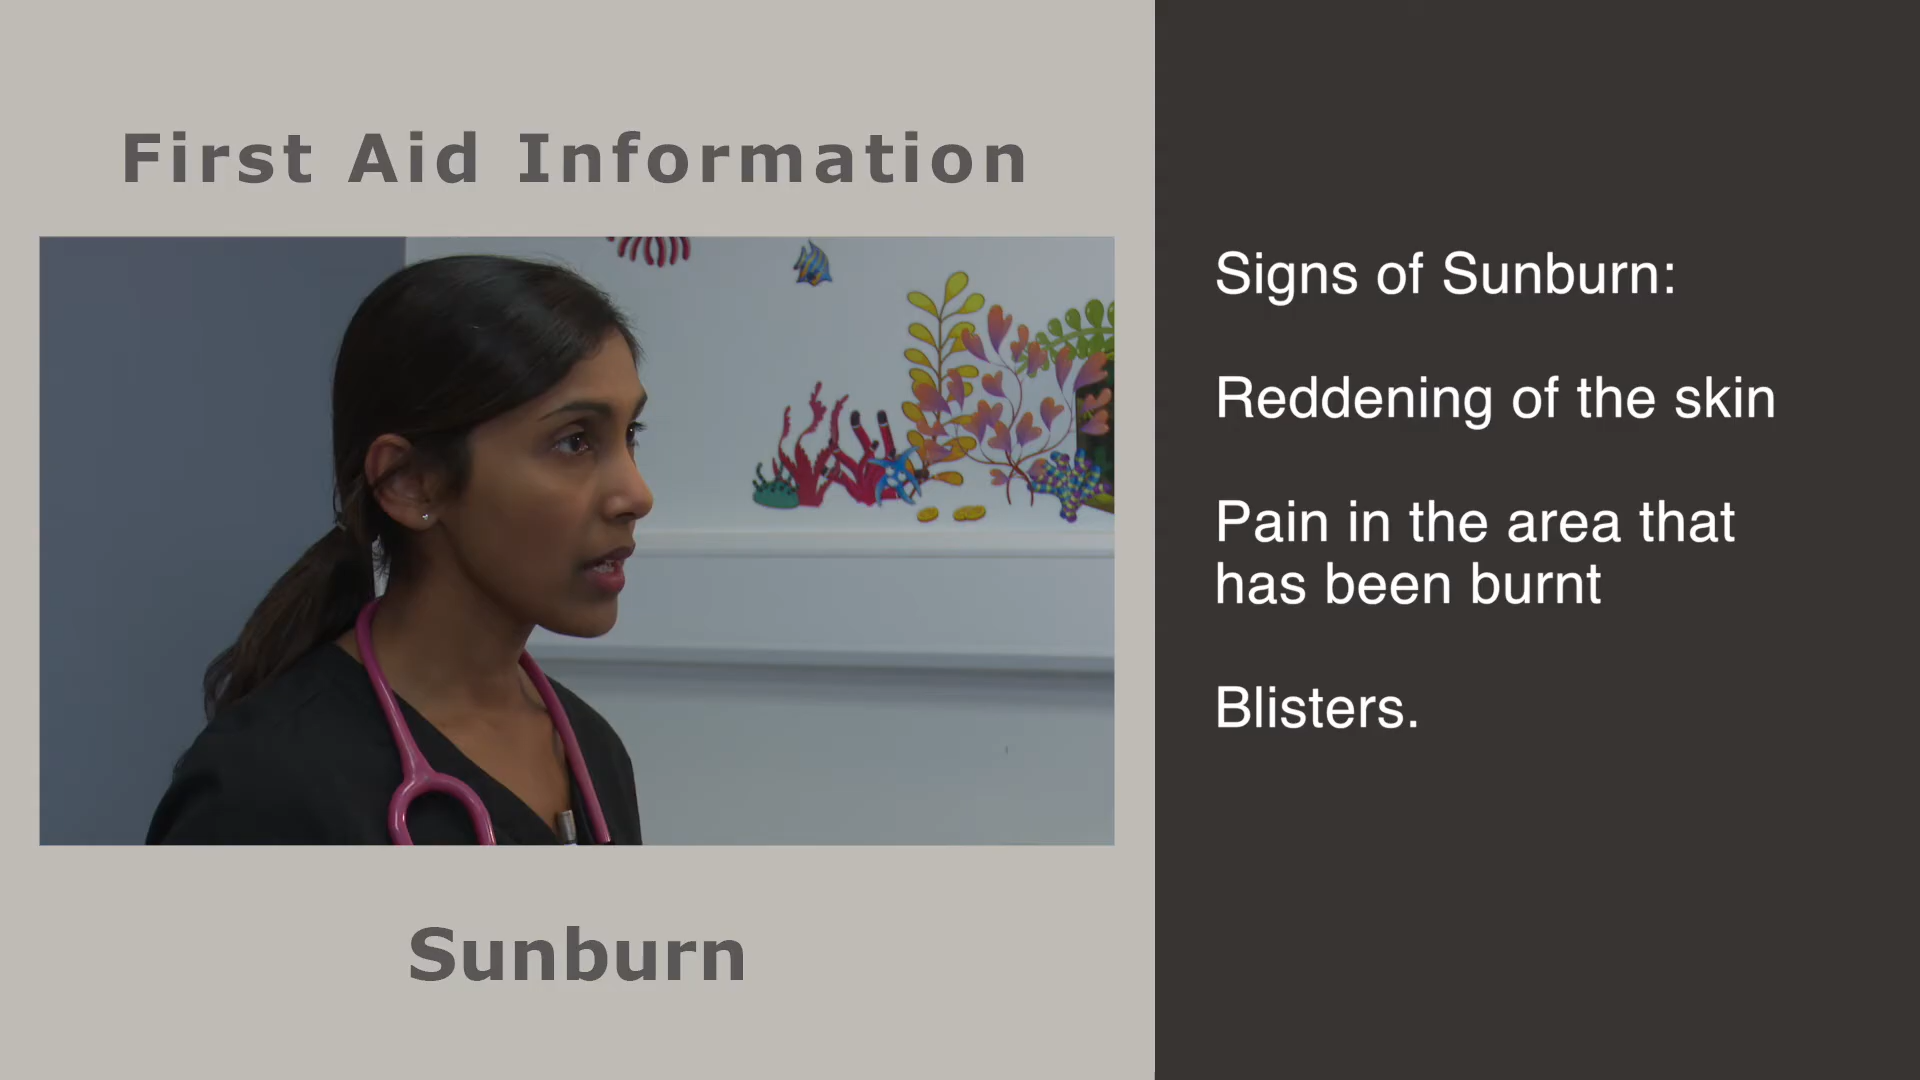 First Aid Information
Sunburn
Signs of Sunburn:
Reddening of the skin
Pain in the area that
has been burnt
Blisters.